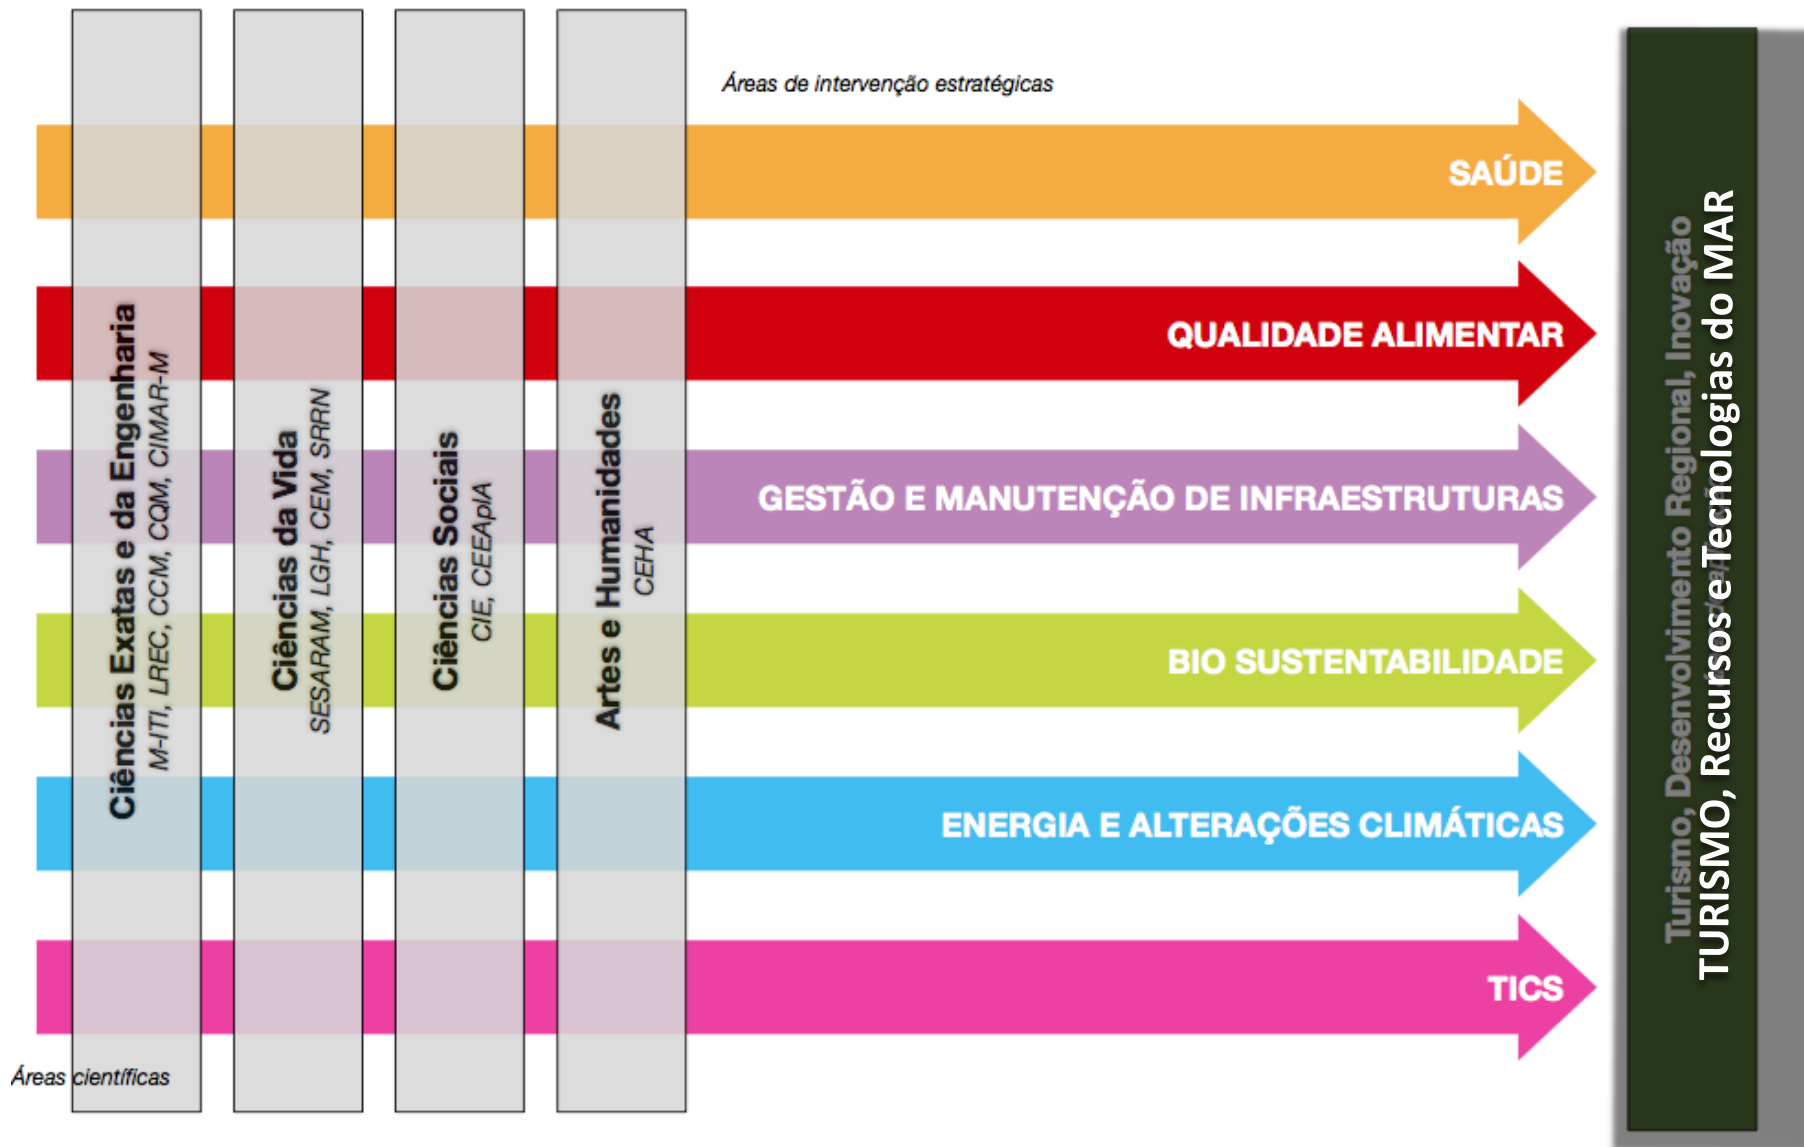 Áreas de intervenção estratégicas
SAÚDE
QUALIDADE ALIMENTAR
GESTÃO E MANUTENÇÃO DE INFRAESTRUTURAS
BIO SUSTENTABILIDADE
ENERGIA E ALTERAÇÕES CLIMÁTICAS
TICS
Ciências Exatas e da Engenharia
M-ITI, LREC, CCM, CQM, CIMAR-M
Ciências da Vida
SESARAM, LGH, CEM, SRRN
Ciências Sociais
CIE, CEEApIA
Artes e Humanidades
CEHA
Áreas científicas
Turismo, Desenvolvimento Regional, Inovação
TURISMO, Recursos e Tecnologias do MAR